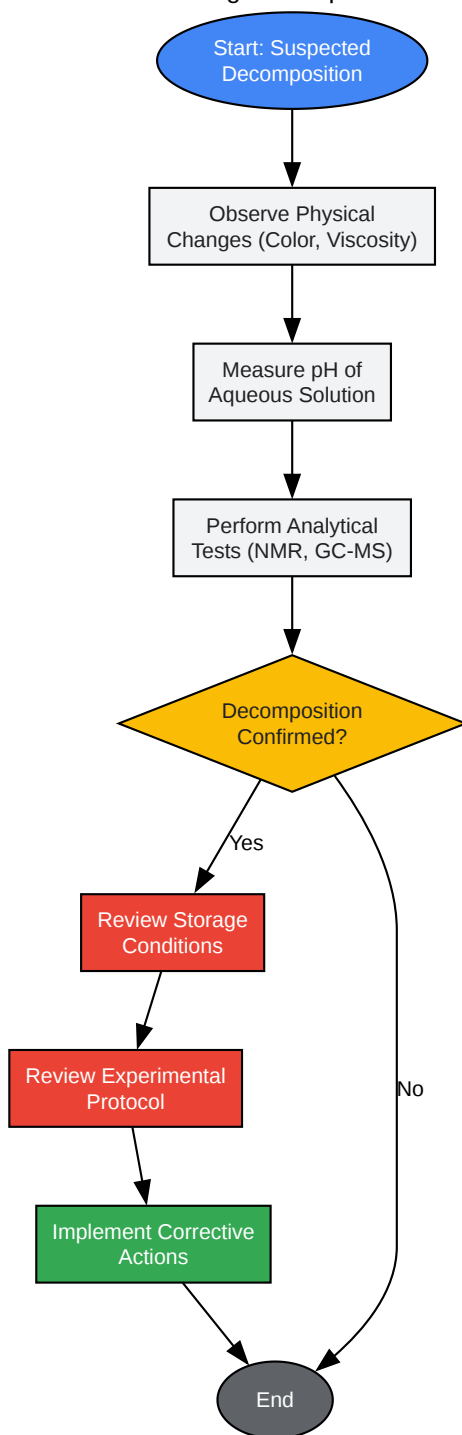 Start: Suspected
Decomposition
Observe Physical
Changes (Color, Viscosity)
Measure pH of
Aqueous Solution
Perform Analytical
Tests (NMR, GC-MS)
Decomposition
Confirmed?
Yes
Review Storage
Conditions
Review Experimental
Protocol
No
Implement Corrective
Actions
End